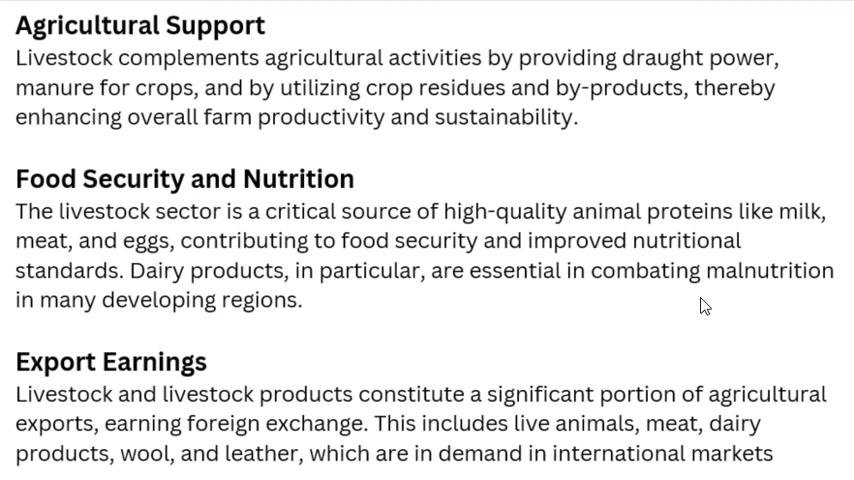 Agricultural Support
Livestock complements agricultural activities by providing draught power,
manure for crops, and by utilizing crop residues and by-products, thereby
enhancing overall farm productivity and sustainability.
Food Security and Nutrition
The livestock sector is a critical source of high-quality animal proteins like milk,
meat, and eggs, contributing to food security and improved nutritional
standards. Dairy products, in particular, are essential in combating malnutrition
in many developing regions.
Export Earnings
Livestock and livestock products constitute a significant portion of agricultural
exports, earning foreign exchange. This includes live animals, meat, dairy
products, wool, and leather, which are in demand in international markets